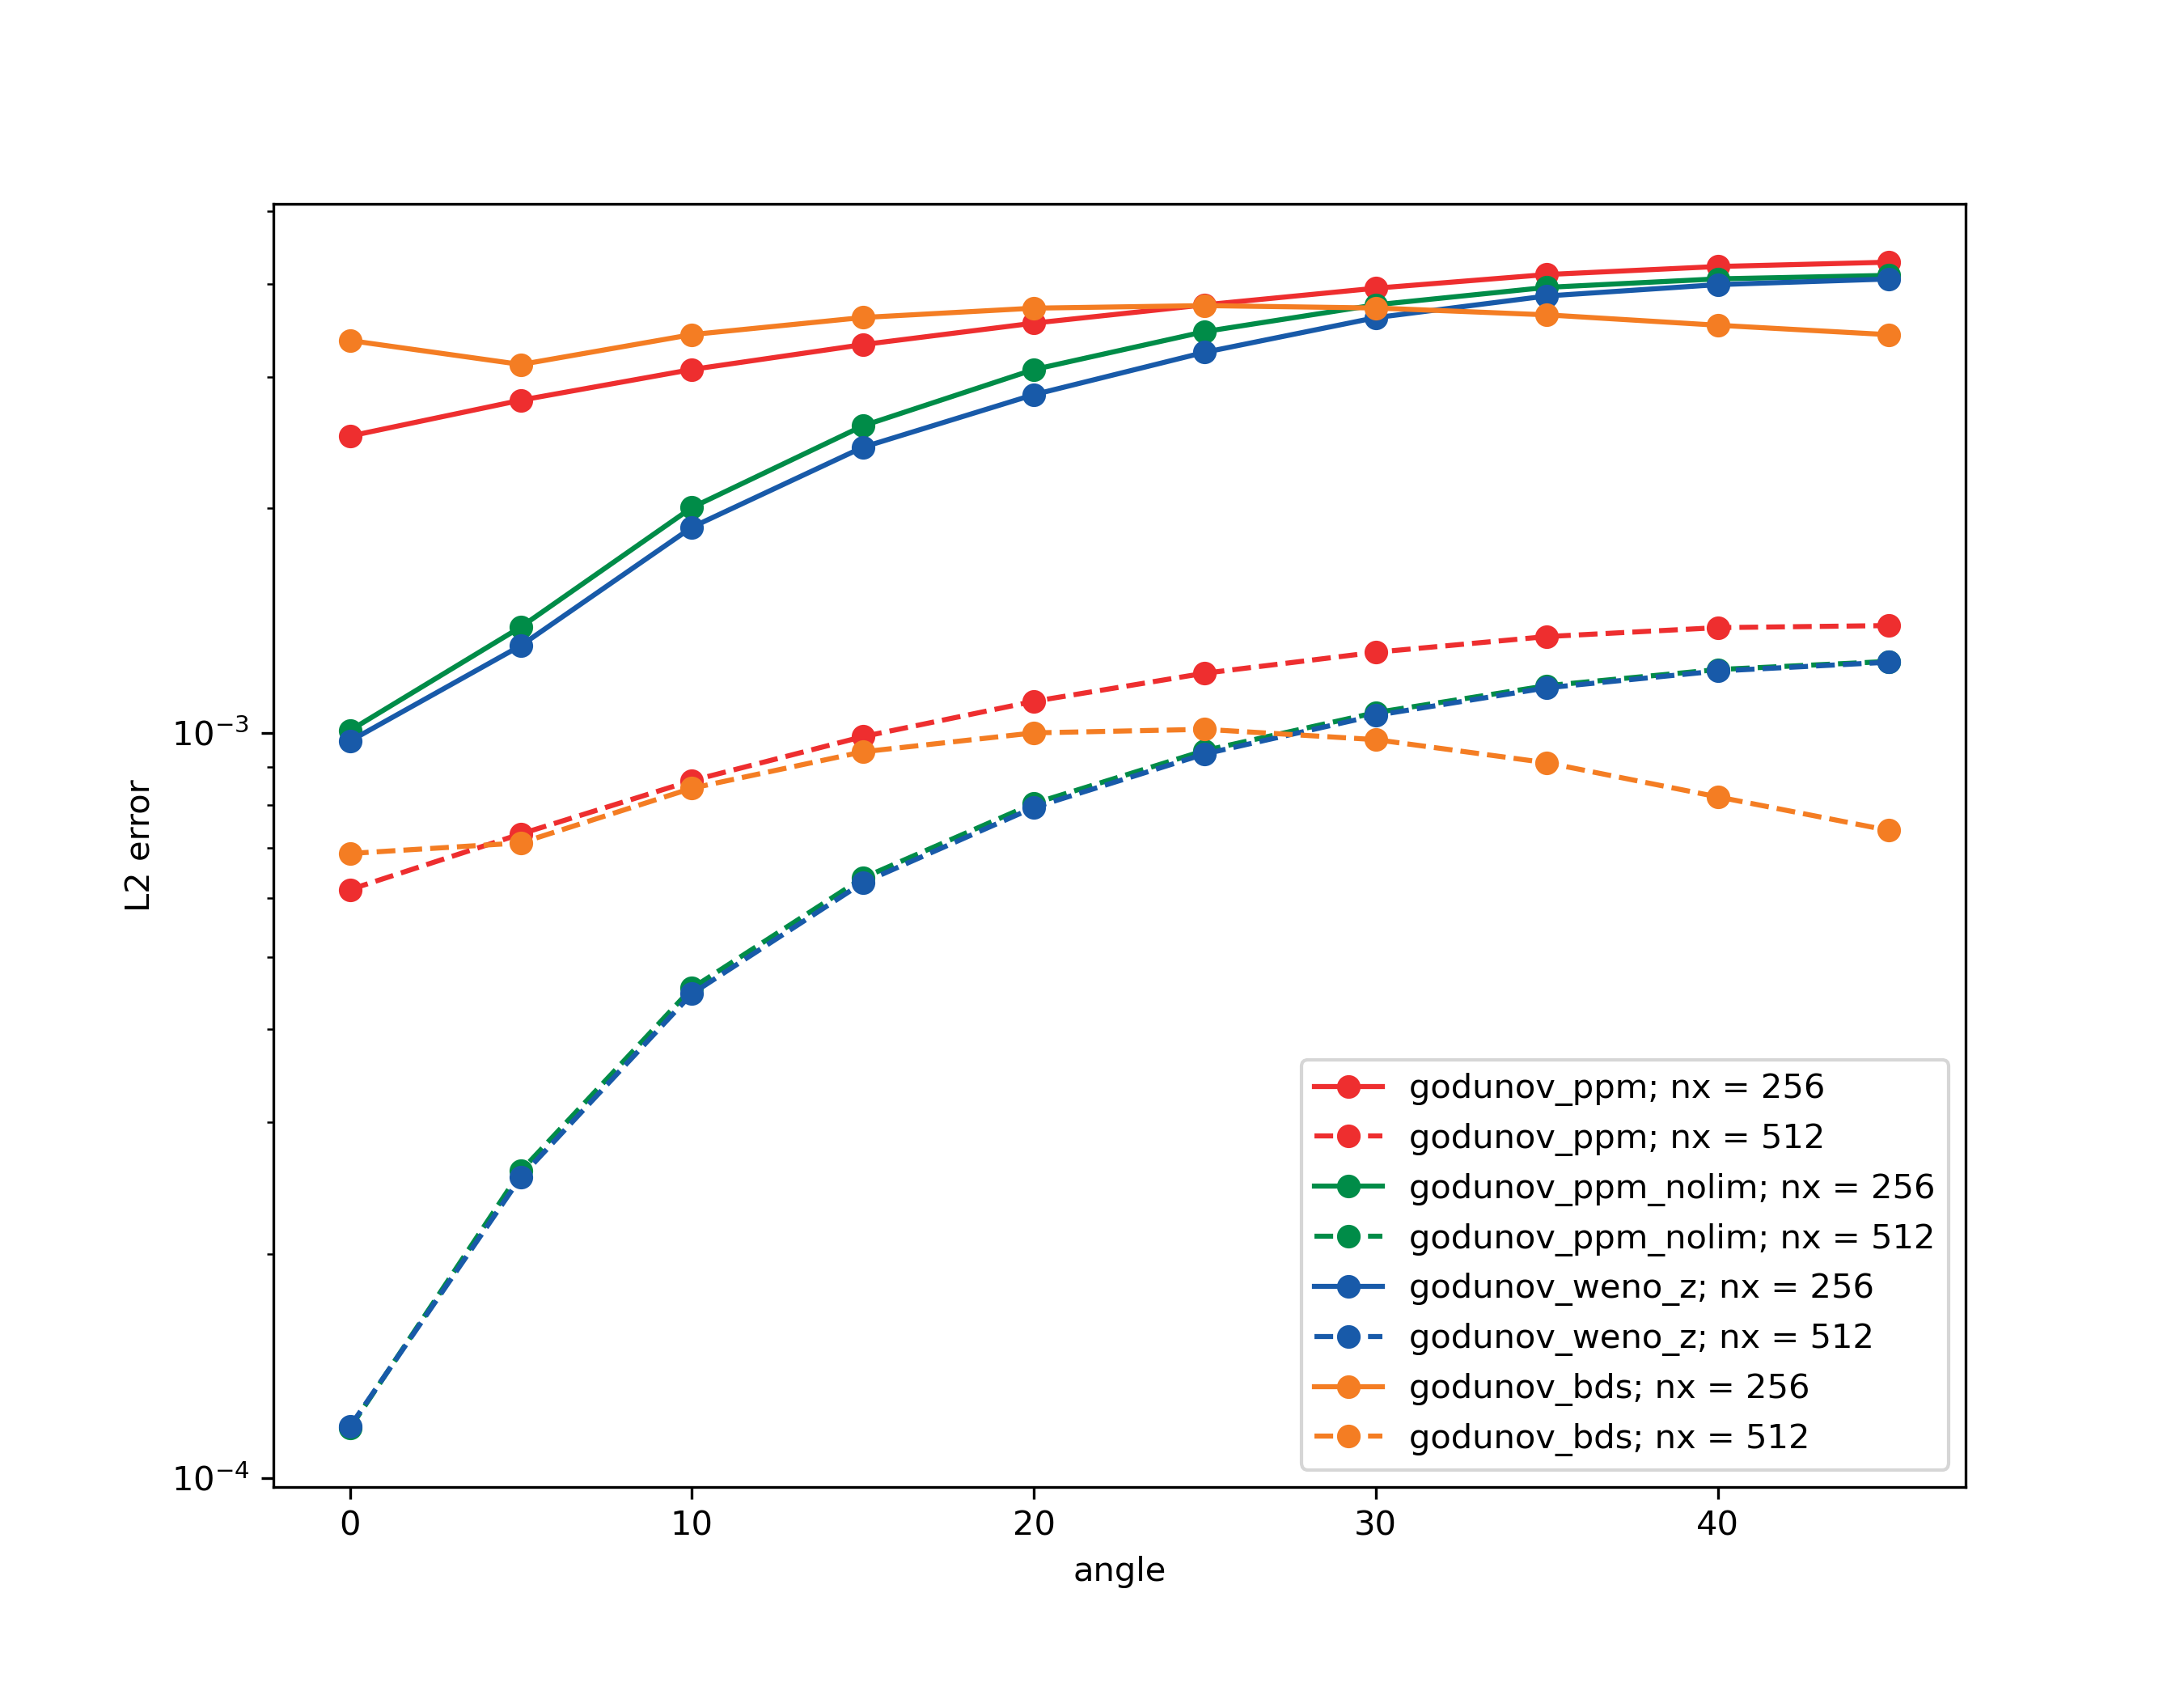 L2 error
10⁻³
10⁻⁴
0 10 20 30 40
angle
godunov_ppm; nx = 256
godunov_ppm; nx = 512
godunov_ppm_nolim; nx = 256
godunov_ppm_nolim; nx = 512
godunov_weno_z; nx = 256
godunov_weno_z; nx = 512
godunov_bds; nx = 256
godunov_bds; nx = 512